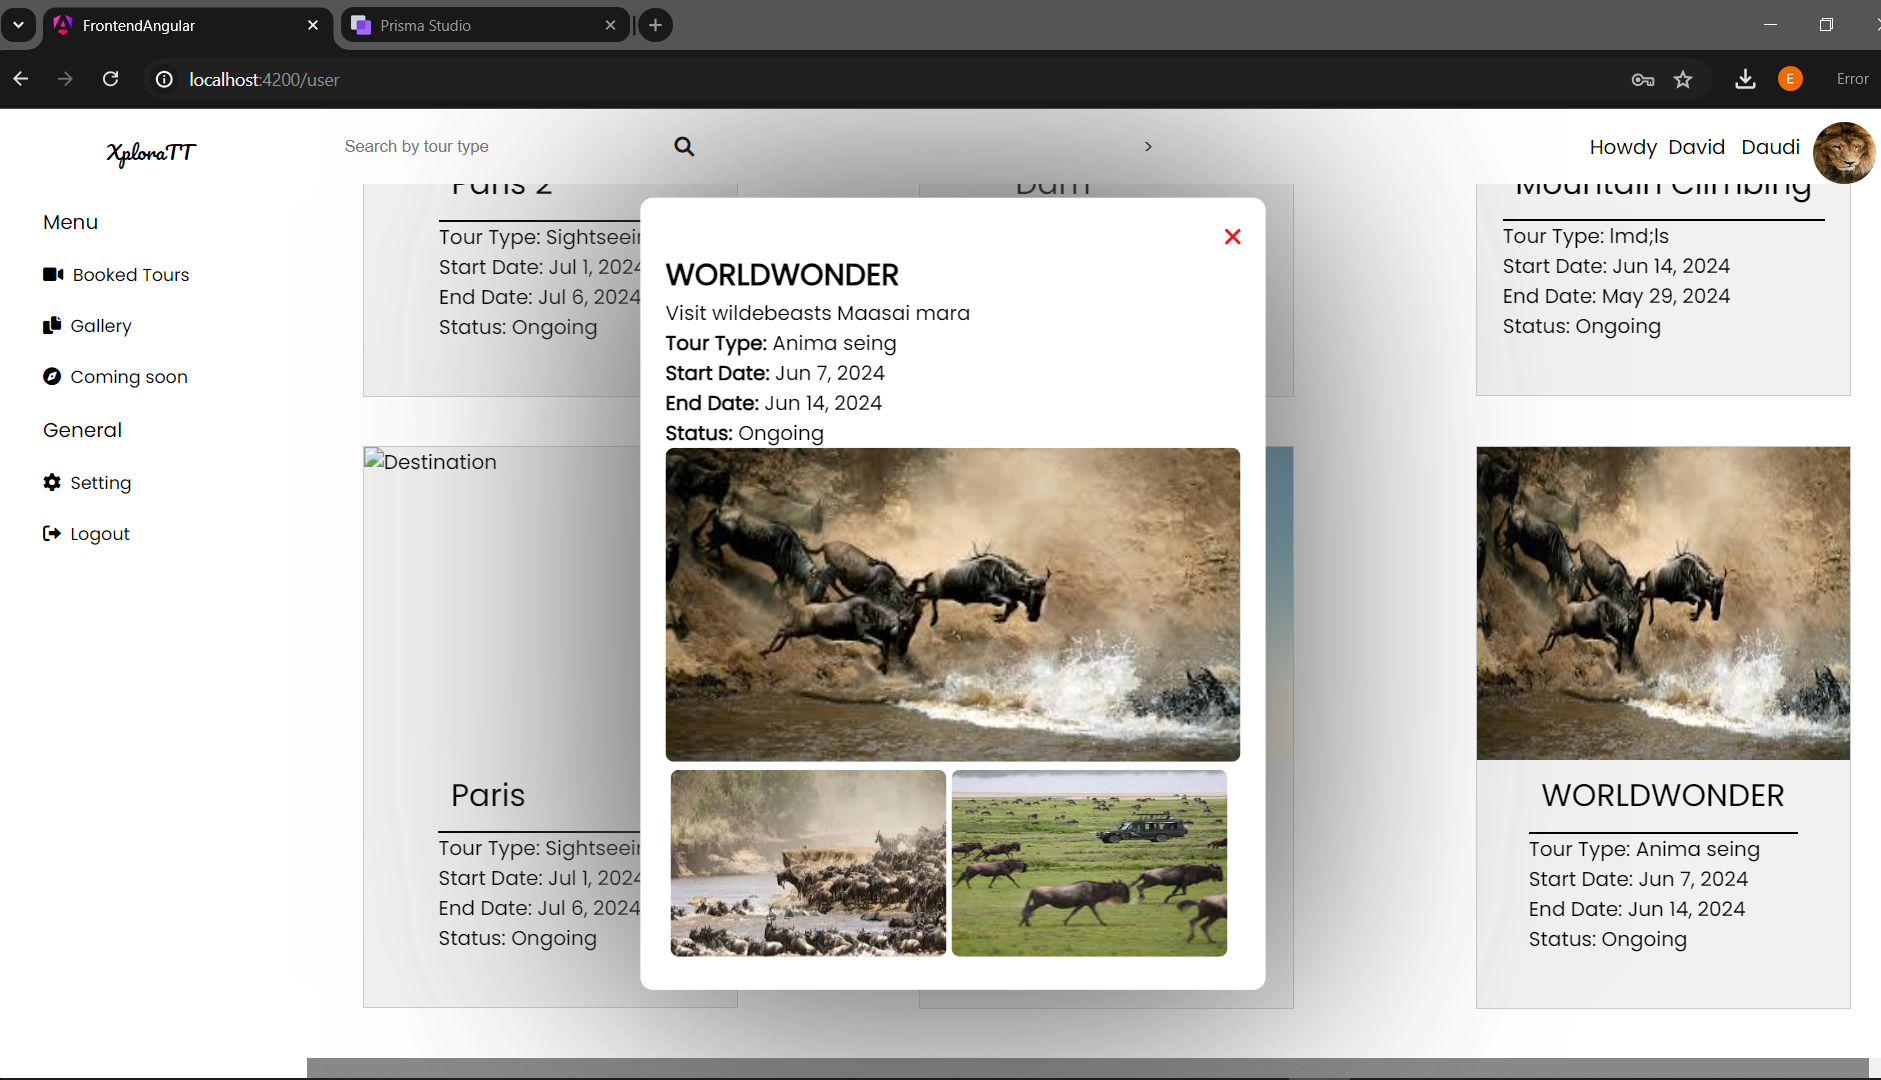 FrontendAngular
Prisma Studio
localhost:4200/user
E
Error
XploraTT
Search by tour type
Howdy David Daudi
Menu
Booked Tours
Gallery
Coming soon
General
Setting
Logout
Paris 2
Tour Type: Sightseein
Start Date: Jul 1, 2024
End Date: Jul 6, 2024
Status: Ongoing
Dam
Mountain Climbing
Tour Type: lmd;ls
Start Date: Jun 14, 2024
End Date: May 29, 2024
Status: Ongoing
WORLDWONDER
Visit wildebeasts Maasai mara
Tour Type: Anima seing
Start Date: Jun 7, 2024
End Date: Jun 14, 2024
Status: Ongoing
Destination
Paris
Tour Type: Sightseein
Start Date: Jul 1, 2024
End Date: Jul 6, 2024
Status: Ongoing
WORLDWONDER
Tour Type: Anima seing
Start Date: Jun 7, 2024
End Date: Jun 14, 2024
Status: Ongoing